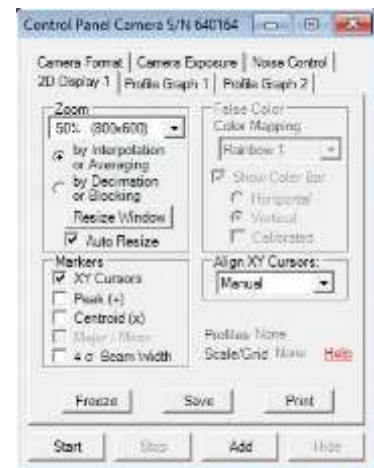 Control Panel Camera S/N 640164
Camera Format
Camera Exposure
Noise Control
2D Display 1
Profile Graph 1
Profile Graph 2
Zoom
50% (800x600)
by Interpolation
or Averaging
by Decimation
or Blocking
Resize Window
Auto Resize
False Color
Color Mapping
Rainbow 1
Show Color Bar
Horizontal
Vertical
Calibrated
Markers
XY Cursors
Peak (+)
Centroid (x)
Major / Minor
4 σ Beam Width
Align XY Cursors:
Manual
Profiles: None
Scale/Grid None
Help
Freeze
Save
Print
Start
Stop
Add
Hide